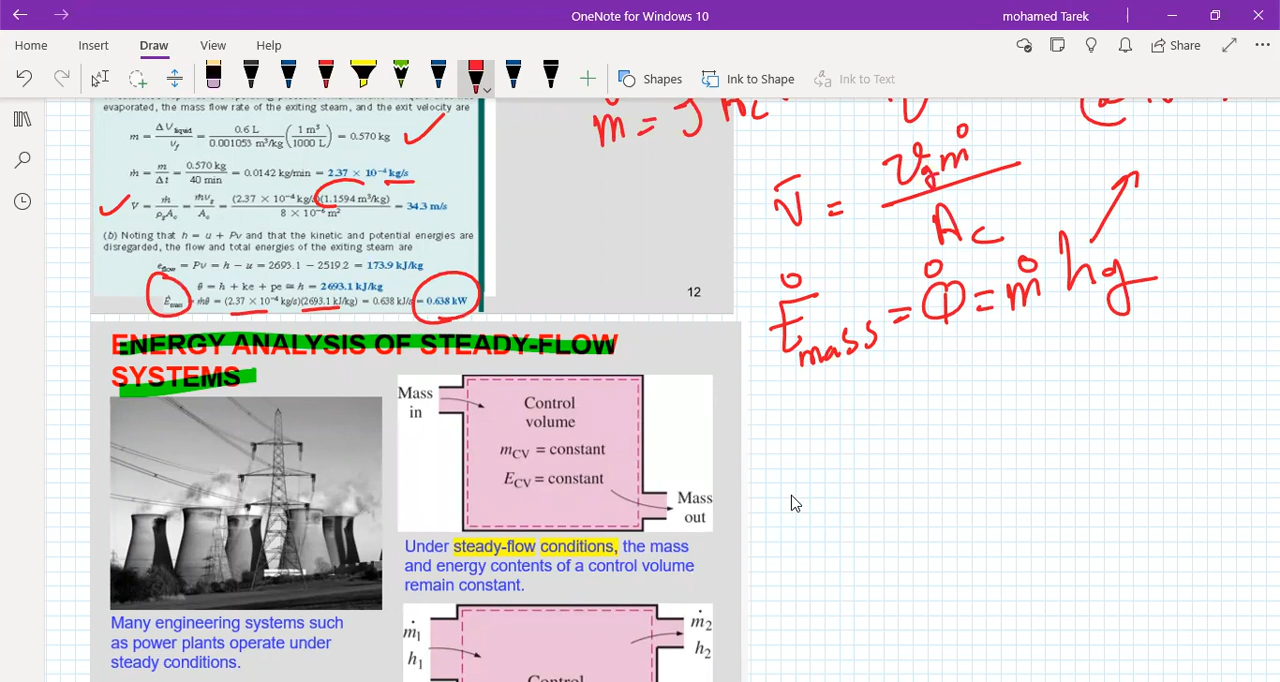 OneNote for Windows 10
mohamed Tarek
Home Insert Draw View Help
Share
Shapes
Ink to Shape
Ink to Text
evaporated, the mass flow rate of the exiting steam, and the exit velocity are
m = ΔV_liquid / v_f = 0.6 L / 0.001053 m³/kg (1 m³ / 1000 L) = 0.570 kg
ṁ = m / Δt = 0.570 kg / 40 min = 0.0142 kg/min = 2.37 × 10⁻⁴ kg/s
V = ṁ / ρ_g A_c = ṁv_g / A_c = (2.37 × 10⁻⁴ kg/s)(1.1594 m³/kg) / 8 × 10⁻⁶ m² = 34.3 m/s
(b) Noting that h = u + Pv and that the kinetic and potential energies are
disregarded, the flow and total energies of the exiting steam are
e_flow = Pv = h − u = 2693.1 − 2519.2 = 173.9 kJ/kg
θ = h + ke + pe ≅ h = 2693.1 kJ/kg
Ė_mass = ṁθ = (2.37 × 10⁻⁴ kg/s)(2693.1 kJ/kg) = 0.638 kJ/s = 0.638 kW
12
V̄ = v_g ṁ / A_c
Ė_mass = Φ̇ = ṁ h_g
ENERGY ANALYSIS OF STEADY-FLOW
SYSTEMS
Mass
in
Control
volume
m_CV = constant
E_CV = constant
Mass
out
Under steady-flow conditions, the mass
and energy contents of a control volume
remain constant.
Many engineering systems such
as power plants operate under
steady conditions.
ṁ₁
h₁
ṁ₂
h₂